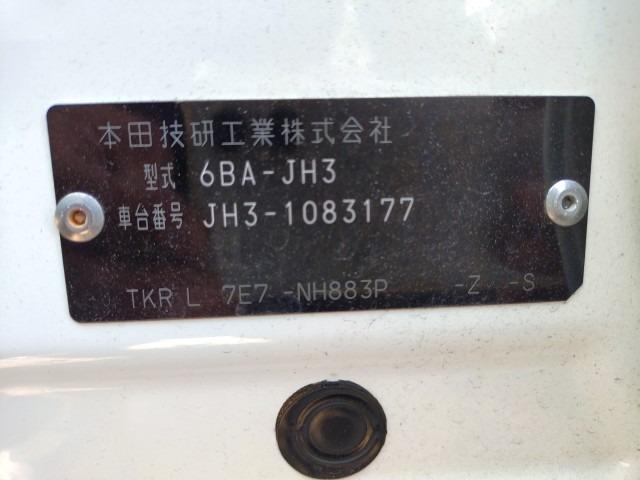 本田技研工業株式会社
型式 6BA-JH3
車台番号 JH3-1083177
TKR L 7E7 -NH883P -Z -S